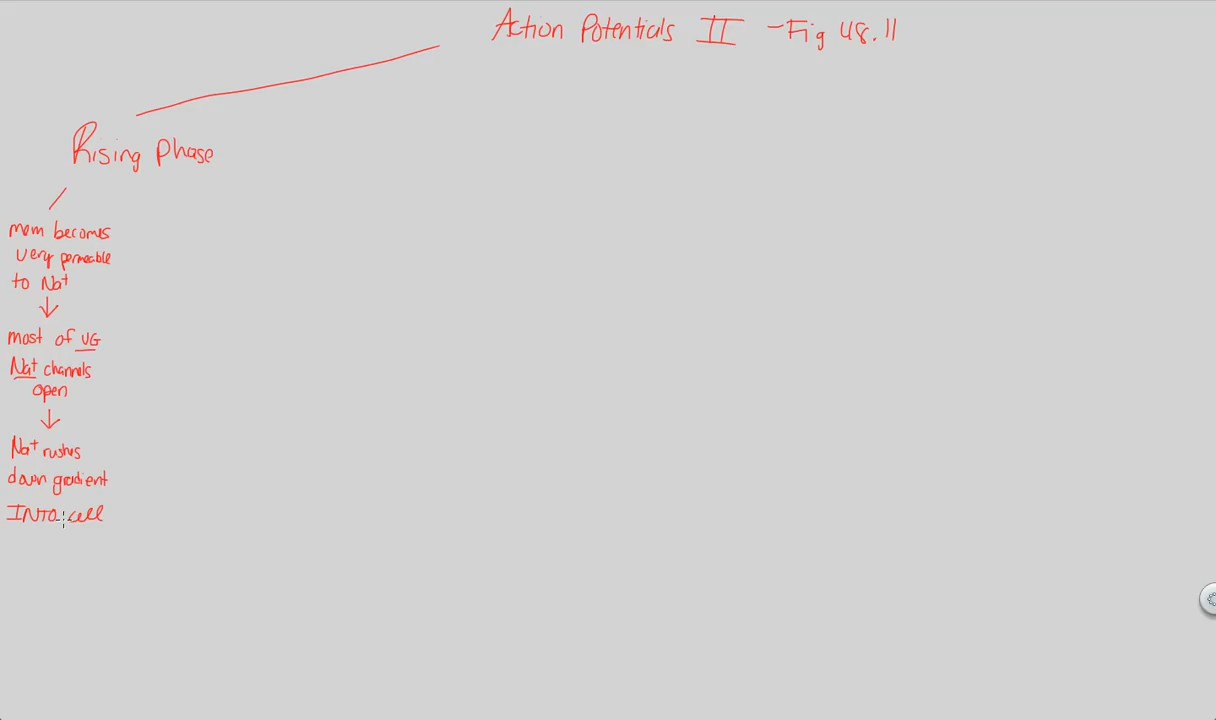 Action Potentials II - Fig 48.11
Rising Phase
mem becomes
very permeable
to Na+
↓
most of VG
Na+ channels
open
↓
Na+ rushes
down gradient
INTO cell